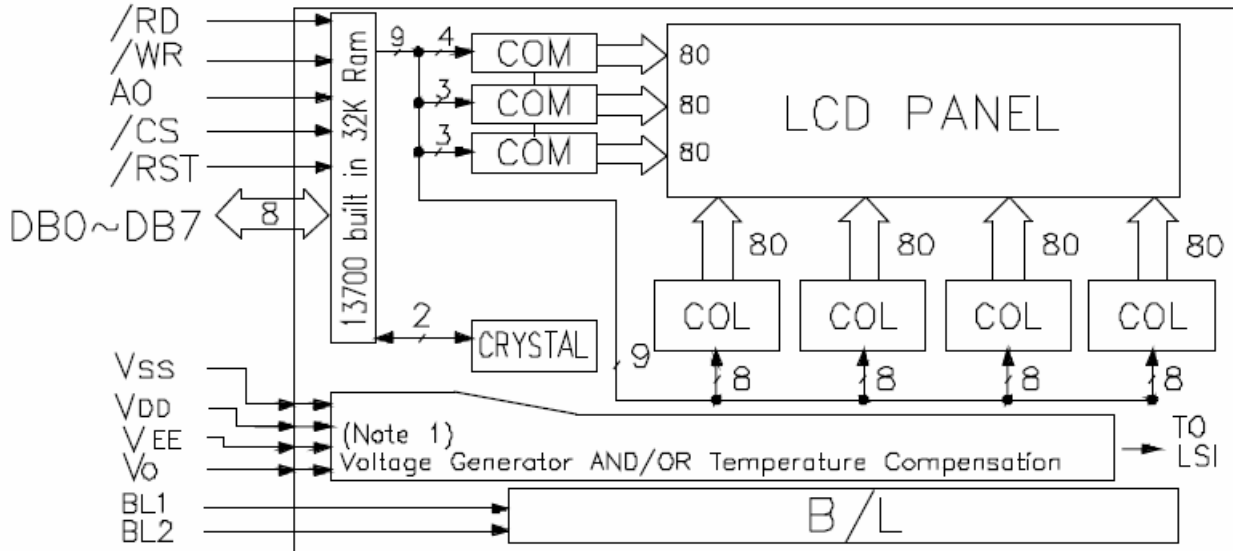 /RD
/WR
A0
/CS
/RST
DB0~DB7
8
13700 built in 32K Ram
9
4
COM
80
3
COM
80
3
COM
80
LCD PANEL
80
80
80
80
COL
COL
COL
COL
2
CRYSTAL
9
8
8
8
8
VSS
VDD
VEE
VO
(Note 1)
Voltage Generator AND/OR Temperature Compensation
TO
LSI
BL1
BL2
B/L